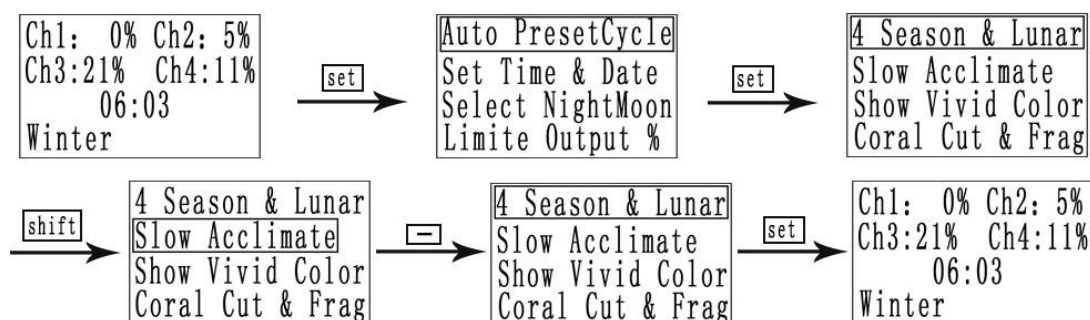 Ch1: 0% Ch2: 5%
Ch3:21% Ch4:11%
06:03
Winter
set
Auto PresetCycle
Set Time & Date
Select NightMoon
Limite Output %
set
4 Season & Lunar
Slow Acclimate
Show Vivid Color
Coral Cut & Frag
shift
4 Season & Lunar
Slow Acclimate
Show Vivid Color
Coral Cut & Frag
—
4 Season & Lunar
Slow Acclimate
Show Vivid Color
Coral Cut & Frag
set
Ch1: 0% Ch2: 5%
Ch3:21% Ch4:11%
06:03
Winter